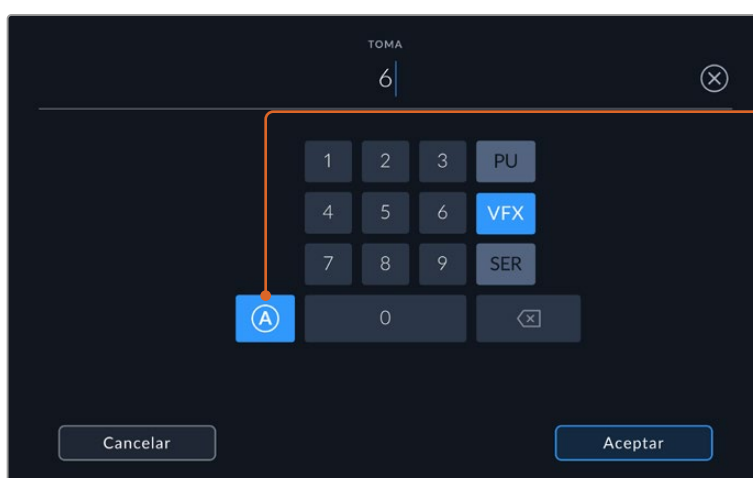 TOMA
6
1 2 3 PU
4 5 6 VFX
7 8 9 SER
A 0
Cancelar Aceptar